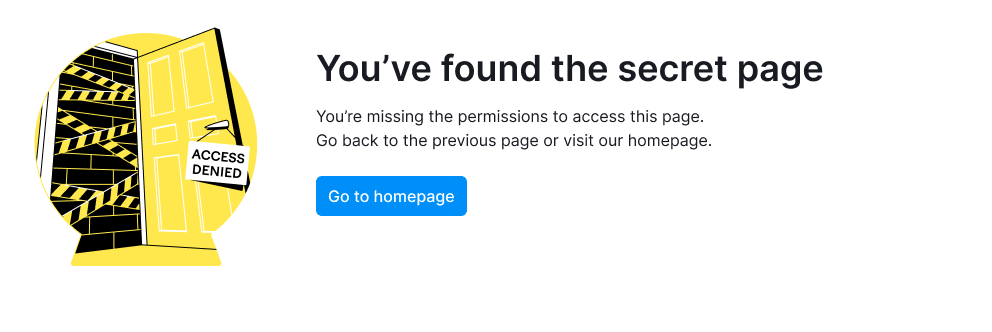 You’ve found the secret page
You’re missing the permissions to access this page.
Go back to the previous page or visit our homepage.
Go to homepage
ACCESS
DENIED